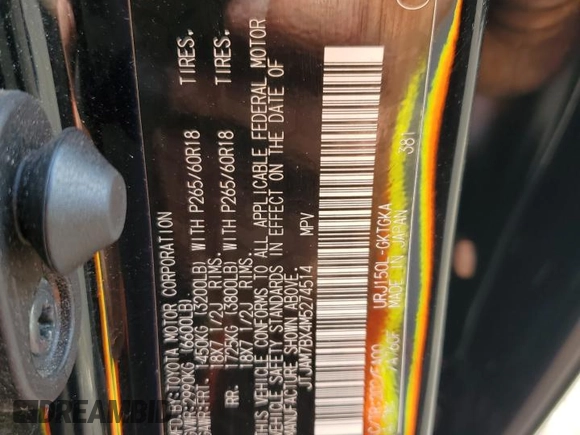 MFD.BY:TOYOTA MOTOR CORPORATION
GVWR:2990KG (6600LB)
GAWR:FR: 1450KG (3200LB) WITH P265/60R18 TIRES.
18X7 1/2J RIMS.
RR: 1725KG (3800LB) WITH P265/60R18 TIRES.
18X7 1/2J RIMS.
THIS VEHICLE CONFORMS TO ALL APPLICABLE FEDERAL MOTOR
VEHICLE SAFETY STANDARDS IN EFFECT ON THE DATE OF
MANUFACTURE SHOWN ABOVE.
JTJAM7BX4M5274514 MPV
URJ150L-GKTGKA
MADE IN JAPAN 381
DREAMBID